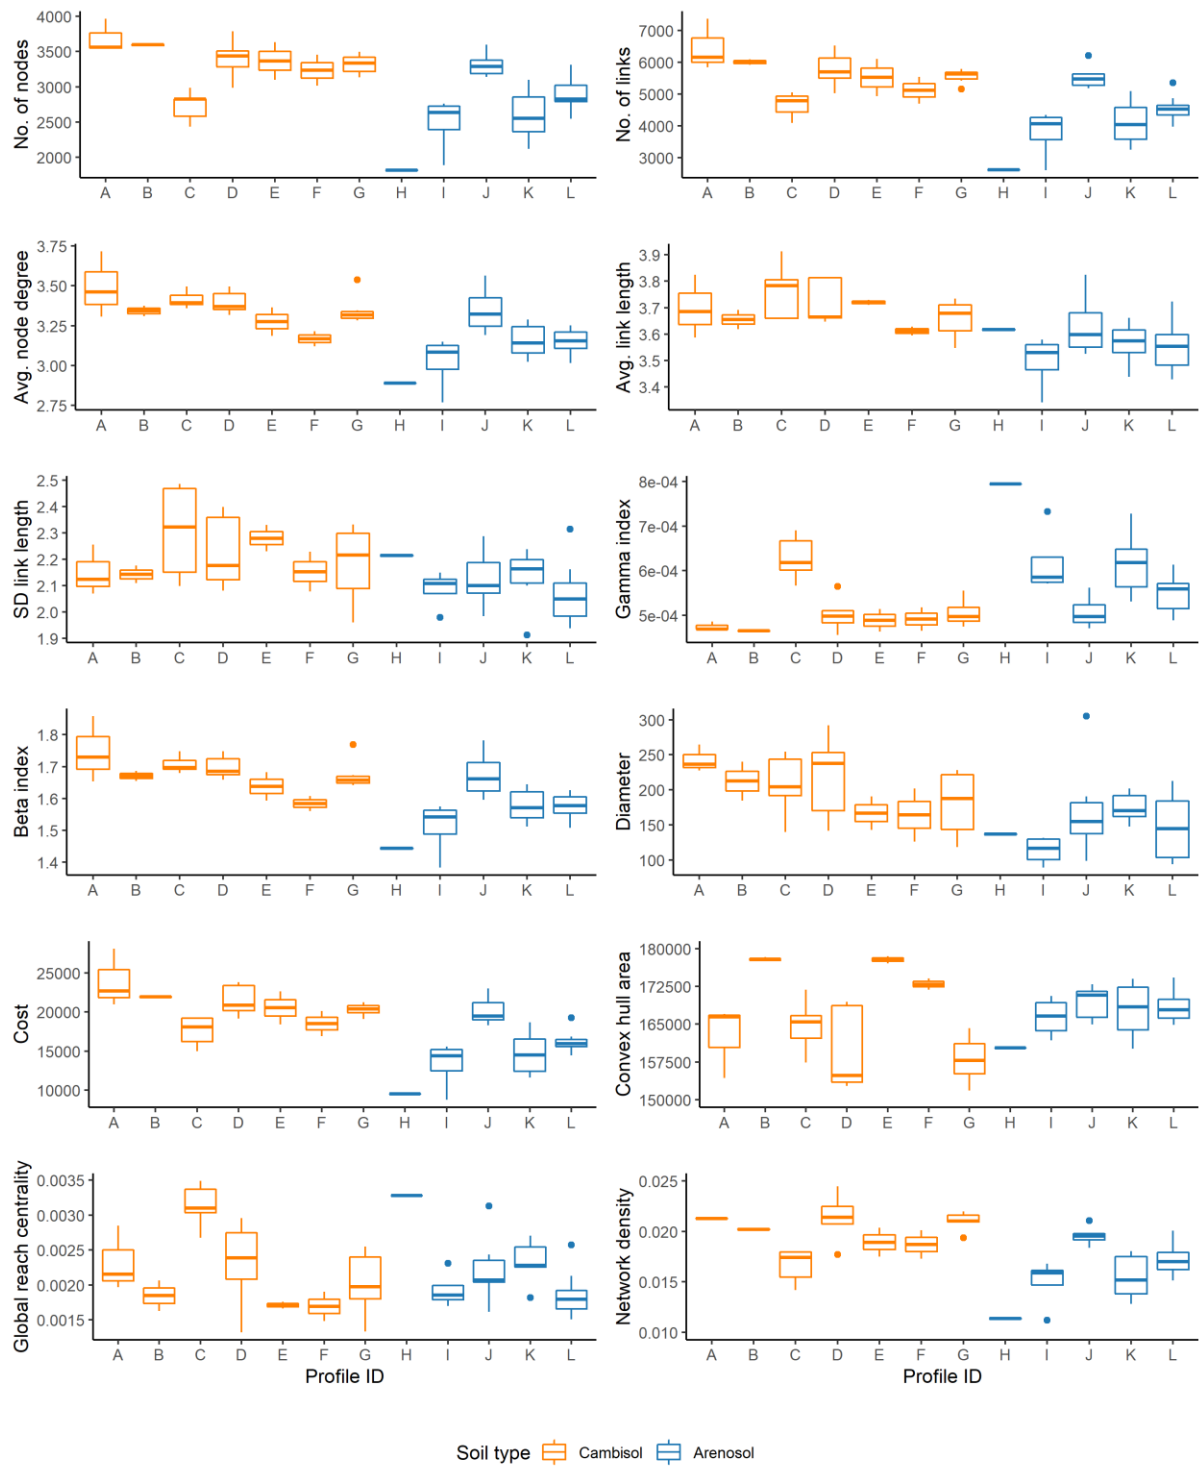 No. of nodes
4000
3500
3000
2500
2000
A B C D E F G H I J K L
No. of links
7000
6000
5000
4000
3000
A B C D E F G H I J K L
Avg. node degree
3.75
3.50
3.25
3.00
2.75
A B C D E F G H I J K L
Avg. link length
3.9
3.8
3.7
3.6
3.5
3.4
A B C D E F G H I J K L
SD link length
2.5
2.4
2.3
2.2
2.1
2.0
1.9
A B C D E F G H I J K L
Gamma index
8e-04
7e-04
6e-04
5e-04
A B C D E F G H I J K L
Beta index
1.8
1.7
1.6
1.5
1.4
A B C D E F G H I J K L
Diameter
300
250
200
150
100
A B C D E F G H I J K L
Cost
25000
20000
15000
10000
A B C D E F G H I J K L
Convex hull area
180000
172500
165000
157500
150000
A B C D E F G H I J K L
Global reach centrality
0.0035
0.0030
0.0025
0.0020
0.0015
A B C D E F G H I J K L
Profile ID
Network density
0.025
0.020
0.015
0.010
A B C D E F G H I J K L
Profile ID
Soil type Cambisol Arenosol